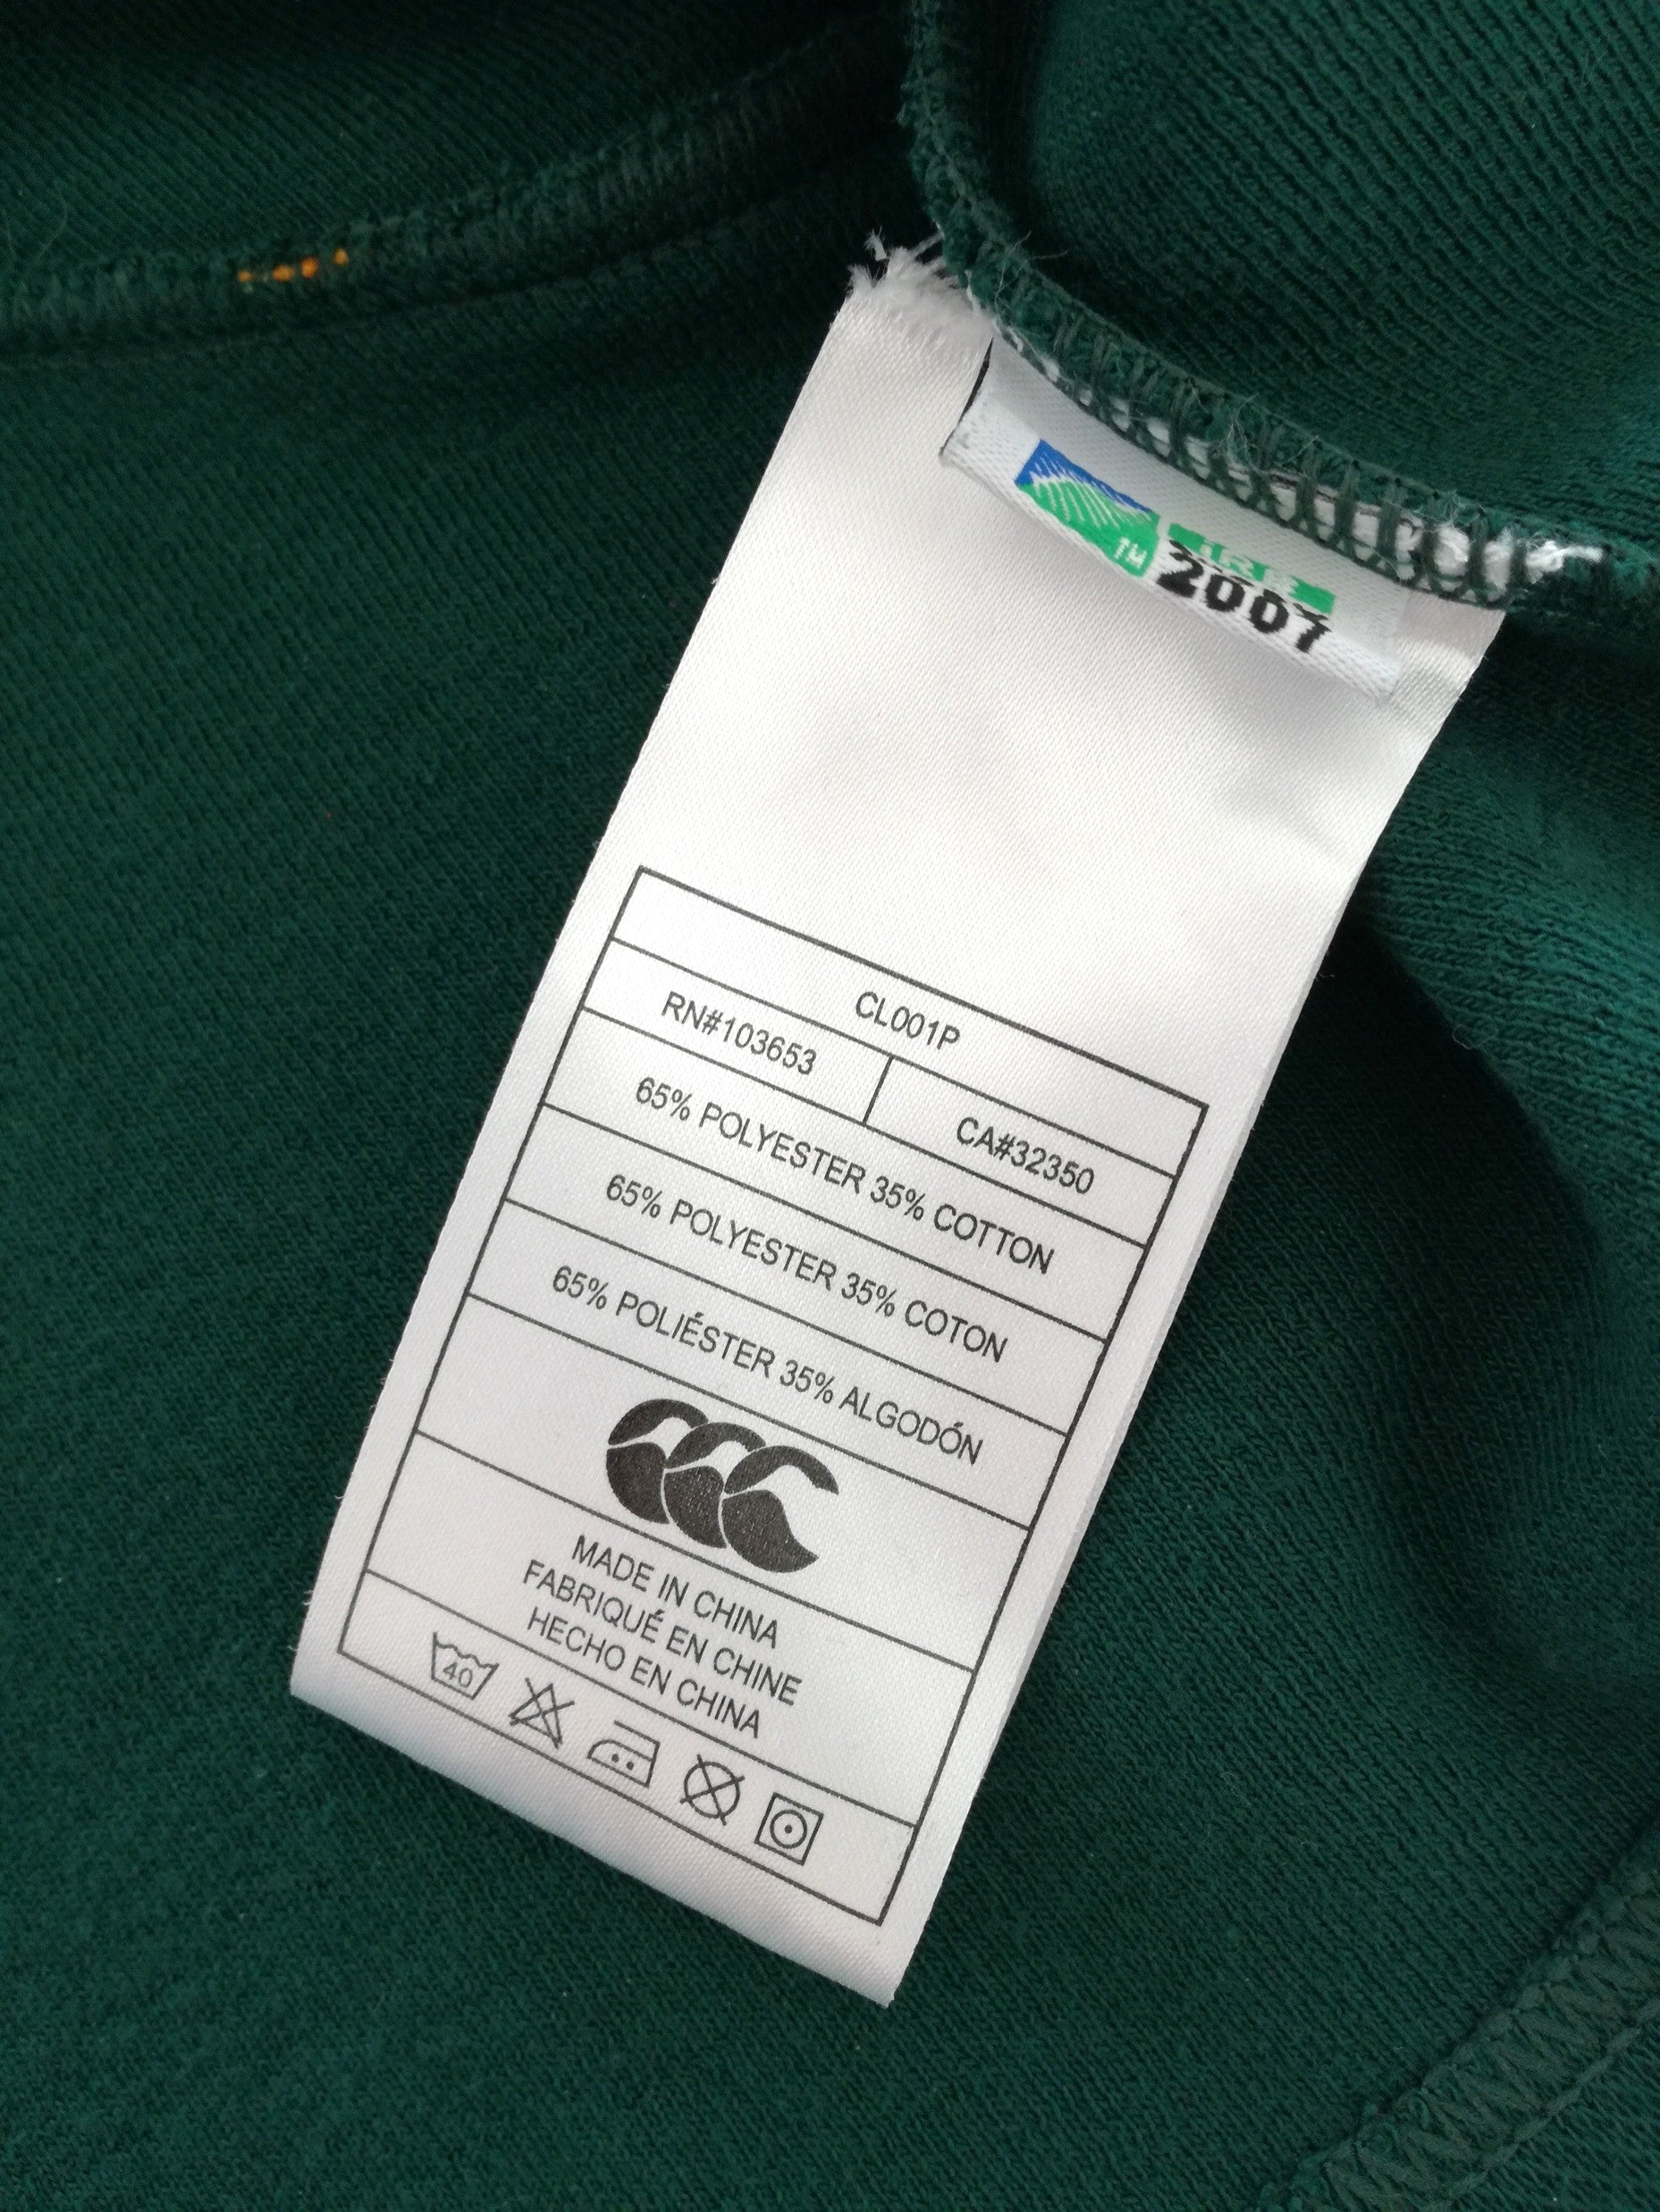 TM
IRB
2007
CL001P
RN#103653 CA#32350
65% POLYESTER 35% COTTON
65% POLYESTER 35% COTON
65% POLIÉSTER 35% ALGODÓN
MADE IN CHINA
FABRIQUÉ EN CHINE
HECHO EN CHINA
40